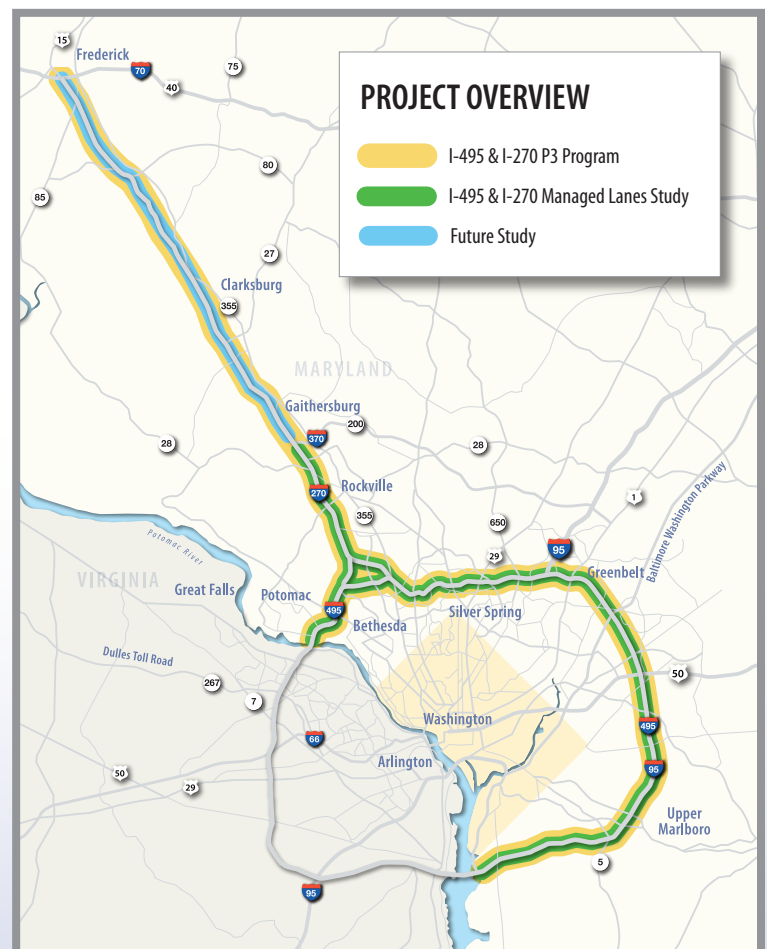 PROJECT OVERVIEW
I-495 & I-270 P3 Program
I-495 & I-270 Managed Lanes Study
Future Study
15
Frederick
70
40
75
80
85
27
Clarksburg
355
MARYLAND
Gaithersburg
370
200
28
28
270
Rockville
355
650
1
Baltimore Washington Parkway
29
95
Greenbelt
Potomac River
VIRGINIA
Great Falls
Potomac
495
Bethesda
Silver Spring
Dulles Toll Road
267
7
50
Washington
495
66
Arlington
95
50
29
Upper
Marlboro
5
95